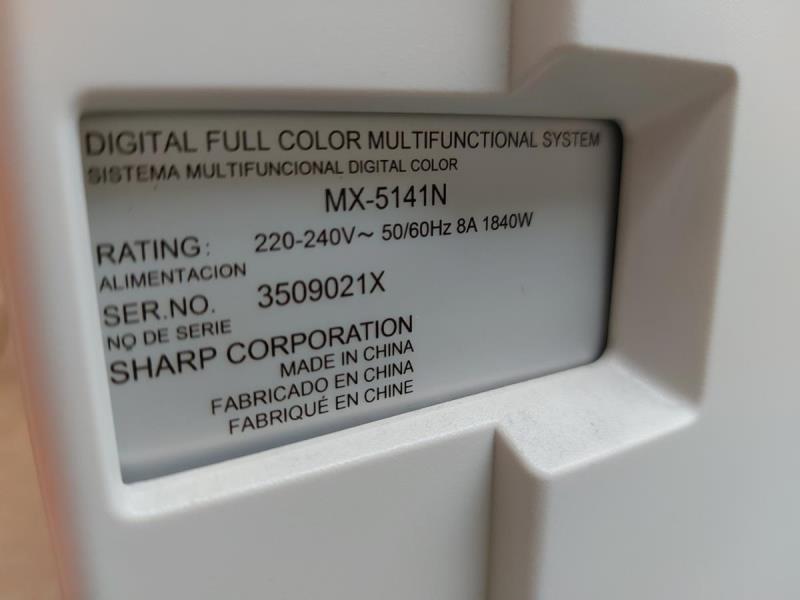 DIGITAL FULL COLOR MULTIFUNCTIONAL SYSTEM
SISTEMA MULTIFUNCIONAL DIGITAL COLOR
MX-5141N
RATING: 220-240V~ 50/60Hz 8A 1840W
ALIMENTACION
SER.NO. 3509021X
NO DE SERIE
SHARP CORPORATION
MADE IN CHINA
FABRICADO EN CHINA
FABRIQUÉ EN CHINE